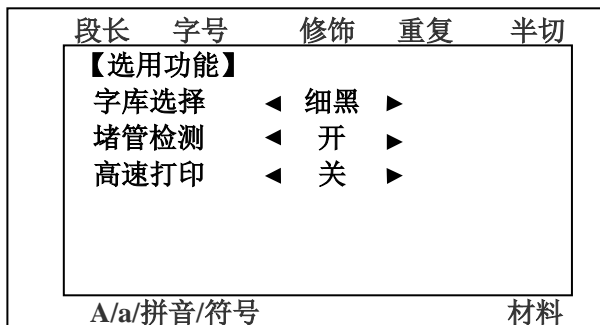 段长 字号 修饰 重复 半切
【选用功能】
字库选择 ◄ 细黑 ►
堵管检测 ◄ 开 ►
高速打印 ◄ 关 ►
A/a/拼音/符号 材料